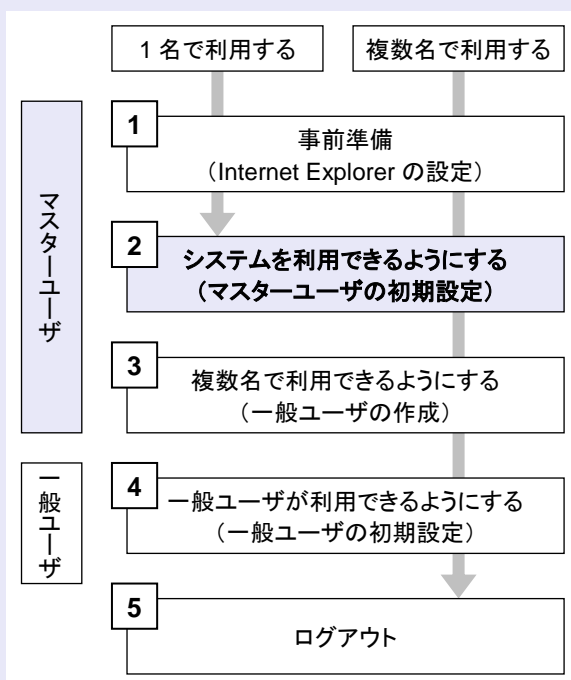 1 名で利用する
複数名で利用する
マスターユーザ
1
事前準備
（Internet Explorer の設定）
2
システムを利用できるようにする
（マスターユーザの初期設定）
3
複数名で利用できるようにする
（一般ユーザの作成）
一般ユーザ
4
一般ユーザが利用できるようにする
（一般ユーザの初期設定）
5
ログアウト